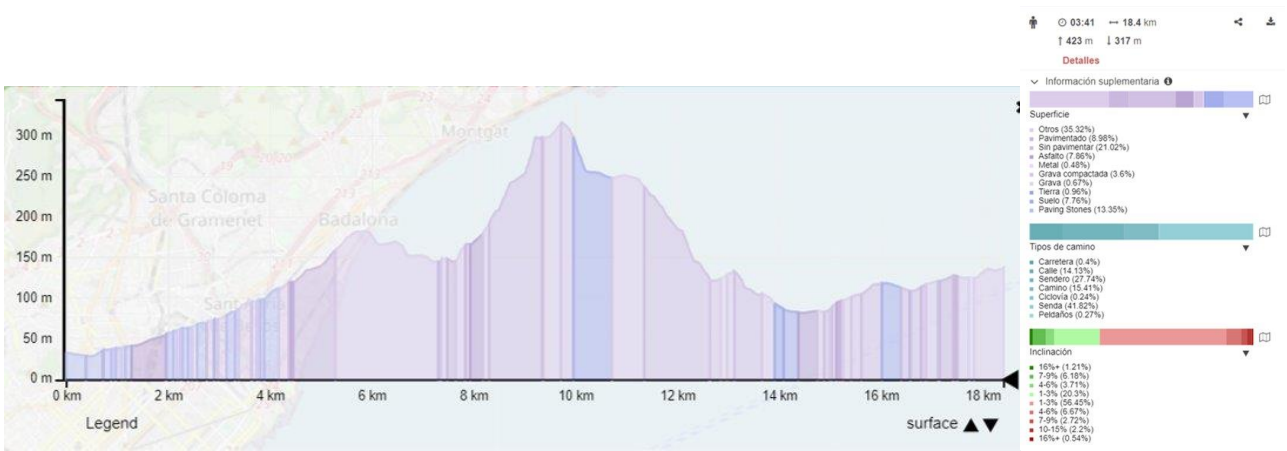 03:41 18.4 km
↑ 423 m ↓ 317 m
Detalles
Información suplementaria
Superficie
Otros (35.32%)
Pavimentado (8.98%)
Sin pavimentar (21.02%)
Asfalto (7.86%)
Metal (0.48%)
Grava compactada (3.6%)
Grava (0.67%)
Tierra (0.96%)
Suelo (7.76%)
Paving Stones (13.35%)
Tipos de camino
Carretera (0.4%)
Calle (14.13%)
Sendero (27.74%)
Camino (15.41%)
Ciclovía (0.24%)
Senda (41.82%)
Peldaños (0.27%)
Inclinación
16%+ (1.21%)
7-9% (6.18%)
4-6% (3.71%)
1-3% (20.3%)
1-3% (56.45%)
4-6% (6.67%)
7-9% (2.72%)
10-15% (2.2%)
16%+ (0.54%)
300 m
250 m
200 m
150 m
100 m
50 m
0 m
0 km 2 km 4 km 6 km 8 km 10 km 12 km 14 km 16 km 18 km
Legend
surface
Montgat
Santa Coloma
de Gramenet
Badalona